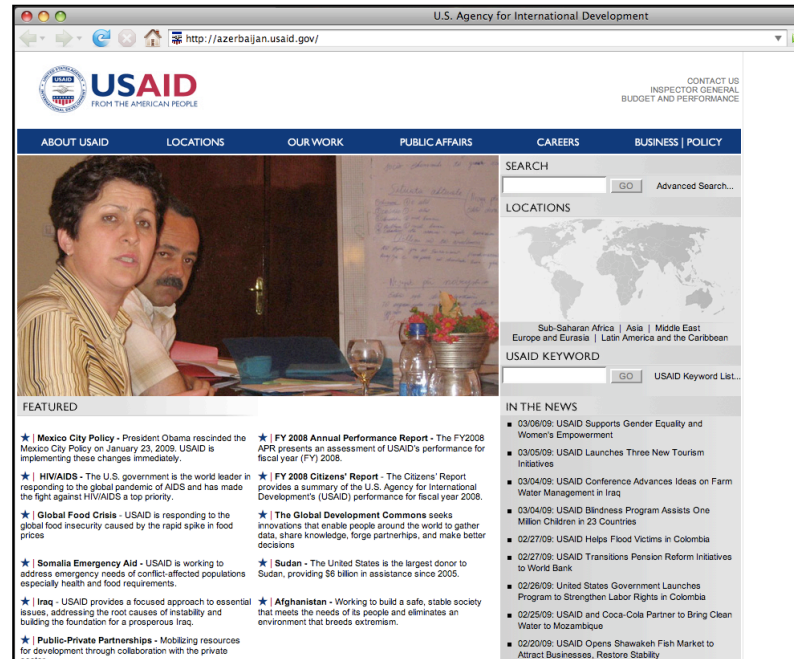 U.S. Agency for International Development
http://azerbaijan.usaid.gov/
USAID
USAID
FROM THE AMERICAN PEOPLE
CONTACT US
INSPECTOR GENERAL
BUDGET AND PERFORMANCE
ABOUT USAID
LOCATIONS
OUR WORK
PUBLIC AFFAIRS
CAREERS
BUSINESS | POLICY
SEARCH
GO
Advanced Search...
LOCATIONS
Sub-Saharan Africa | Asia | Middle East
Europe and Eurasia | Latin America and the Caribbean
USAID KEYWORD
GO
USAID Keyword List...
FEATURED
★ | Mexico City Policy - President Obama rescinded the
Mexico City Policy on January 23, 2009. USAID is
implementing these changes immediately.
★ | HIV/AIDS - The U.S. government is the world leader in
responding to the global pandemic of AIDS and has made
the fight against HIV/AIDS a top priority.
★ | Global Food Crisis - USAID is responding to the
global food insecurity caused by the rapid spike in food
prices
★ | Somalia Emergency Aid - USAID is working to
address emergency needs of conflict-affected populations
especially health and food requirements.
★ | Iraq - USAID provides a focused approach to essential
issues, addressing the root causes of instability and
building the foundation for a prosperous Iraq.
★ | Public-Private Partnerships - Mobilizing resources
for development through collaboration with the private
★ | FY 2008 Annual Performance Report - The FY2008
APR presents an assessment of USAID's performance for
fiscal year (FY) 2008.
★ | FY 2008 Citizens' Report - The Citizens' Report
provides a summary of the U.S. Agency for International
Development's (USAID) performance for fiscal year 2008.
★ | The Global Development Commons seeks
innovations that enable people around the world to gather
data, share knowledge, forge partnerhips, and make better
decisions
★ | Sudan - The United States is the largest donor to
Sudan, providing $6 billion in assistance since 2005.
★ | Afghanistan - Working to build a safe, stable society
that meets the needs of its people and eliminates an
environment that breeds extremism.
IN THE NEWS
■ 03/08/09: USAID Supports Gender Equality and
Women's Empowerment
■ 03/05/09: USAID Launches Three New Tourism
Initiatives
■ 03/04/09: USAID Conference Advances Ideas on Farm
Water Management in Iraq
■ 03/04/09: USAID Blindness Program Assists One
Million Children in 23 Countries
■ 02/27/09: USAID Helps Flood Victims in Colombia
■ 02/27/09: USAID Transitions Pension Reform Initiatives
to World Bank
■ 02/26/09: United States Government Launches
Program to Strengthen Labor Rights in Colombia
■ 02/25/09: USAID and Coca-Cola Partner to Bring Clean
Water to Mozambique
■ 02/20/09: USAID Opens Shawakeh Fish Market to
Attract Businesses, Restore Stability